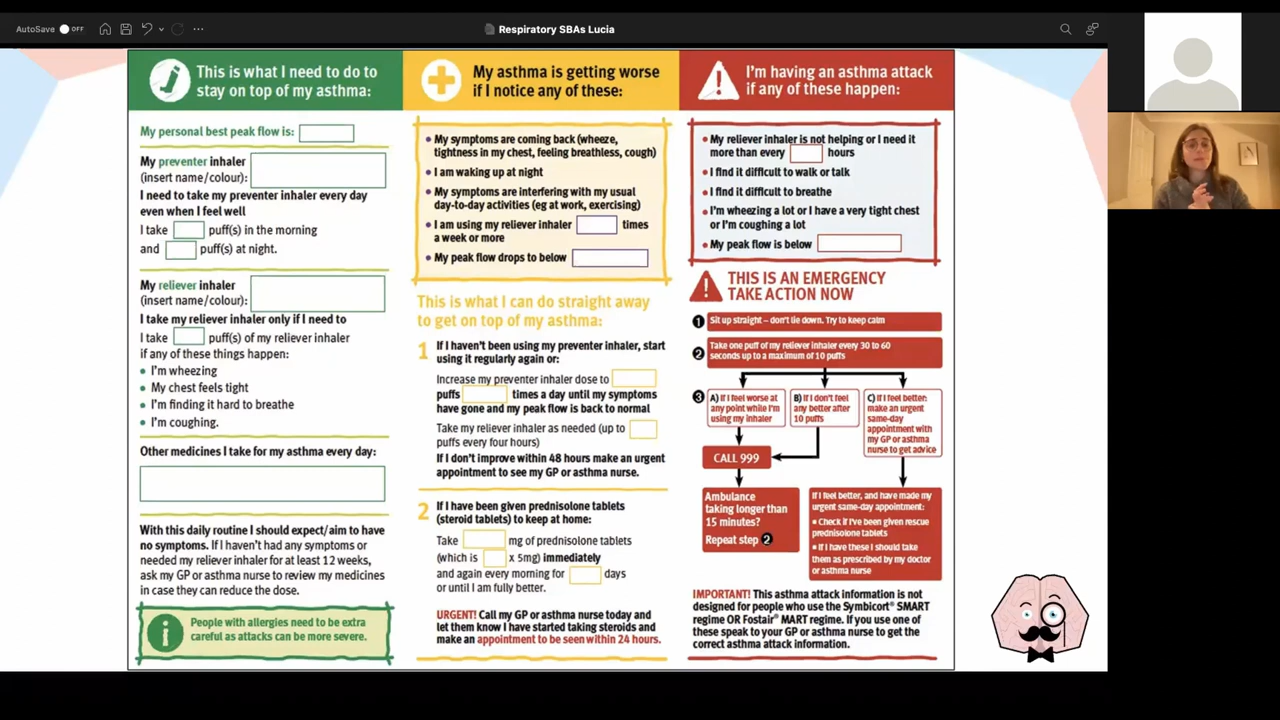 AutoSave OFF
Respiratory SBAs Lucia
This is what I need to do to
stay on top of my asthma:
My personal best peak flow is:
My preventer inhaler
(insert name/colour):
I need to take my preventer inhaler every day
even when I feel well
I take puff(s) in the morning
and puff(s) at night.
My reliever inhaler
(insert name/colour):
I take my reliever inhaler only if I need to
I take puff(s) of my reliever inhaler
if any of these things happen:
• I'm wheezing
• My chest feels tight
• I'm finding it hard to breathe
• I'm coughing.
Other medicines I take for my asthma every day:
With this daily routine I should expect/aim to have
no symptoms. If I haven't had any symptoms or
needed my reliever inhaler for at least 12 weeks,
ask my GP or asthma nurse to review my medicines
in case they can reduce the dose.
People with allergies need to be extra
careful as attacks can be more severe.
My asthma is getting worse
if I notice any of these:
• My symptoms are coming back (wheeze,
tightness in my chest, feeling breathless, cough)
• I am waking up at night
• My symptoms are interfering with my usual
day-to-day activities (eg at work, exercising)
• I am using my reliever inhaler times
a week or more
• My peak flow drops to below
This is what I can do straight away
to get on top of my asthma:
1 If I haven't been using my preventer inhaler, start
using it regularly again or:
Increase my preventer inhaler dose to
puffs times a day until my symptoms
have gone and my peak flow is back to normal
Take my reliever inhaler as needed (up to
puffs every four hours)
If I don't improve within 48 hours make an urgent
appointment to see my GP or asthma nurse.
2 If I have been given prednisolone tablets
(steroid tablets) to keep at home:
Take mg of prednisolone tablets
(which is x 5mg) immediately
and again every morning for days
or until I am fully better.
URGENT! Call my GP or asthma nurse today and
let them know I have started taking steroids and
make an appointment to be seen within 24 hours.
I'm having an asthma attack
if any of these happen:
• My reliever inhaler is not helping or I need it
more than every hours
• I find it difficult to walk or talk
• I find it difficult to breathe
• I'm wheezing a lot or I have a very tight chest
or I'm coughing a lot
• My peak flow is below
THIS IS AN EMERGENCY
TAKE ACTION NOW
1 Sit up straight – don't lie down. Try to keep calm
2 Take one puff of my reliever inhaler every 30 to 60
seconds up to a maximum of 10 puffs
3 A) If I feel worse at
any point while I'm
using my inhaler
B) If I don't feel
any better after
10 puffs
C) If I feel better:
make an urgent
same-day
appointment with
my GP or asthma
nurse to get advice
CALL 999
Ambulance
taking longer than
15 minutes?
Repeat step 2
If I feel better, and have made my
urgent same-day appointment:
• Check if I've been given rescue
prednisolone tablets
• If I have these I should take
them as prescribed by my doctor
or asthma nurse
IMPORTANT! This asthma attack information is not
designed for people who use the Symbicort® SMART
regime OR Fostair® MART regime. If you use one
of these speak to your GP or asthma nurse to get the
correct asthma attack information.